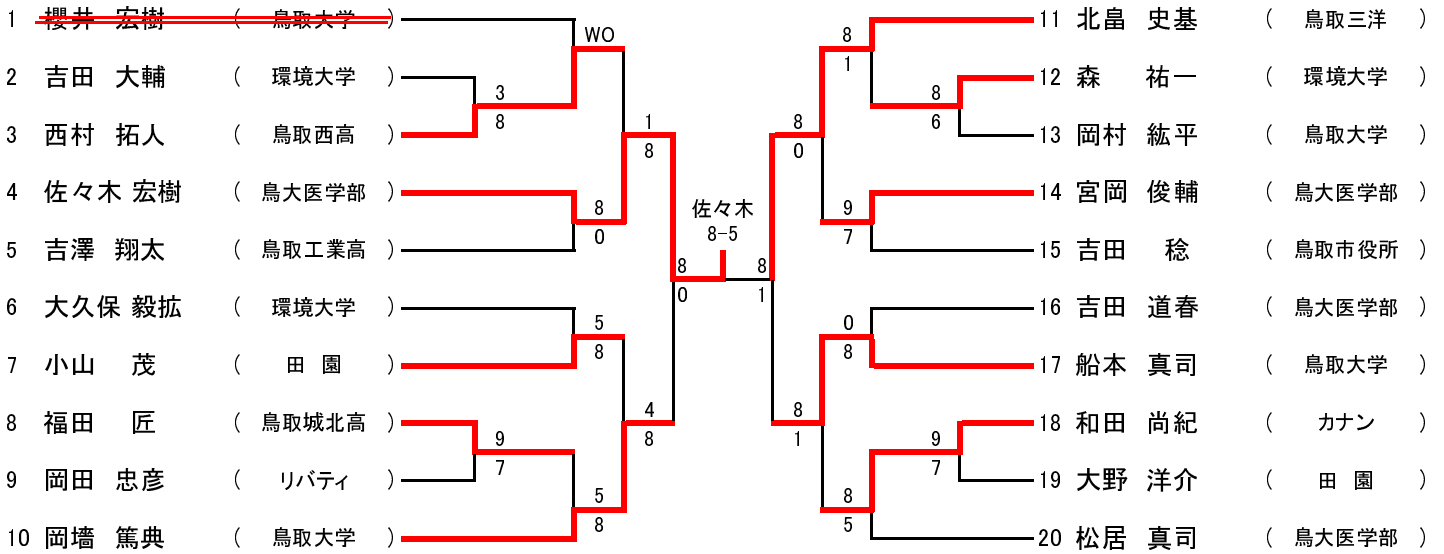 1 櫻井 宏樹 ( 鳥取大学 )
2 吉田 大輔 ( 環境大学 )
3 西村 拓人 ( 鳥取西高 )
4 佐々木 宏樹 ( 鳥大医学部 )
5 吉澤 翔太 ( 鳥取工業高 )
6 大久保 毅拡 ( 環境大学 )
7 小山 茂 ( 田 園 )
8 福田 匠 ( 鳥取城北高 )
9 岡田 忠彦 ( リバティ )
10 岡墻 篤典 ( 鳥取大学 )
WO
3
8
8
0
5
8
9
7
5
8
1
8
4
8
8
0
佐々木
8-5
8
1
8
0
8
1
8
1
9
7
0
8
8
5
8
6
9
7
11 北畠 史基 ( 鳥取三洋 )
12 森 祐一 ( 環境大学 )
13 岡村 紘平 ( 鳥取大学 )
14 宮岡 俊輔 ( 鳥大医学部 )
15 吉田 稔 ( 鳥取市役所 )
16 吉田 道春 ( 鳥大医学部 )
17 船本 真司 ( 鳥取大学 )
18 和田 尚紀 ( カナン )
19 大野 洋介 ( 田 園 )
20 松居 真司 ( 鳥大医学部 )